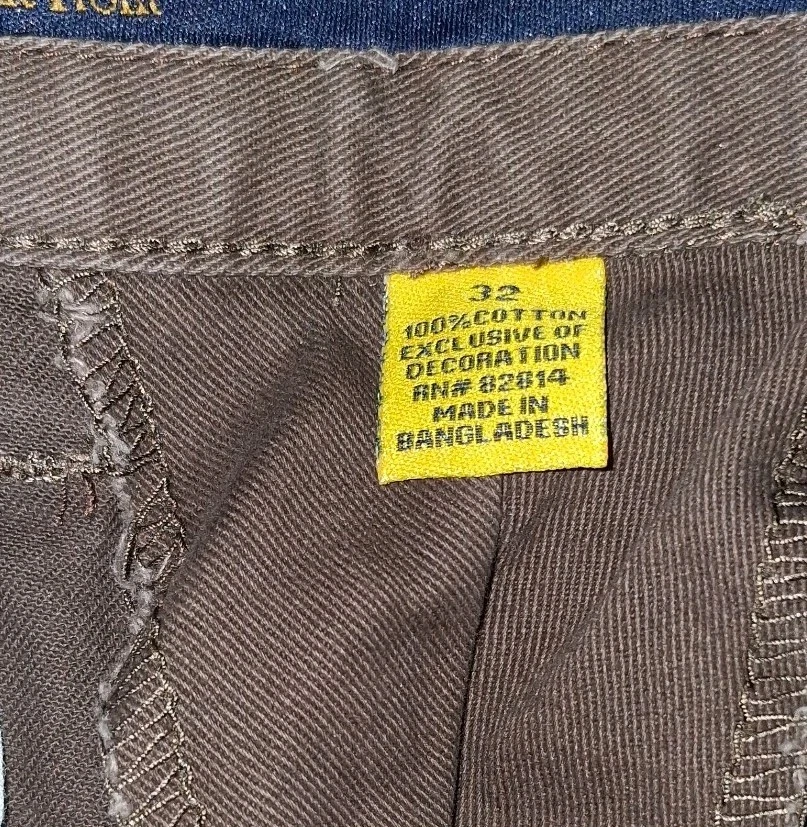 32
100% COTTON
EXCLUSIVE OF
DECORATION
RN# 82814
MADE IN
BANGLADESH